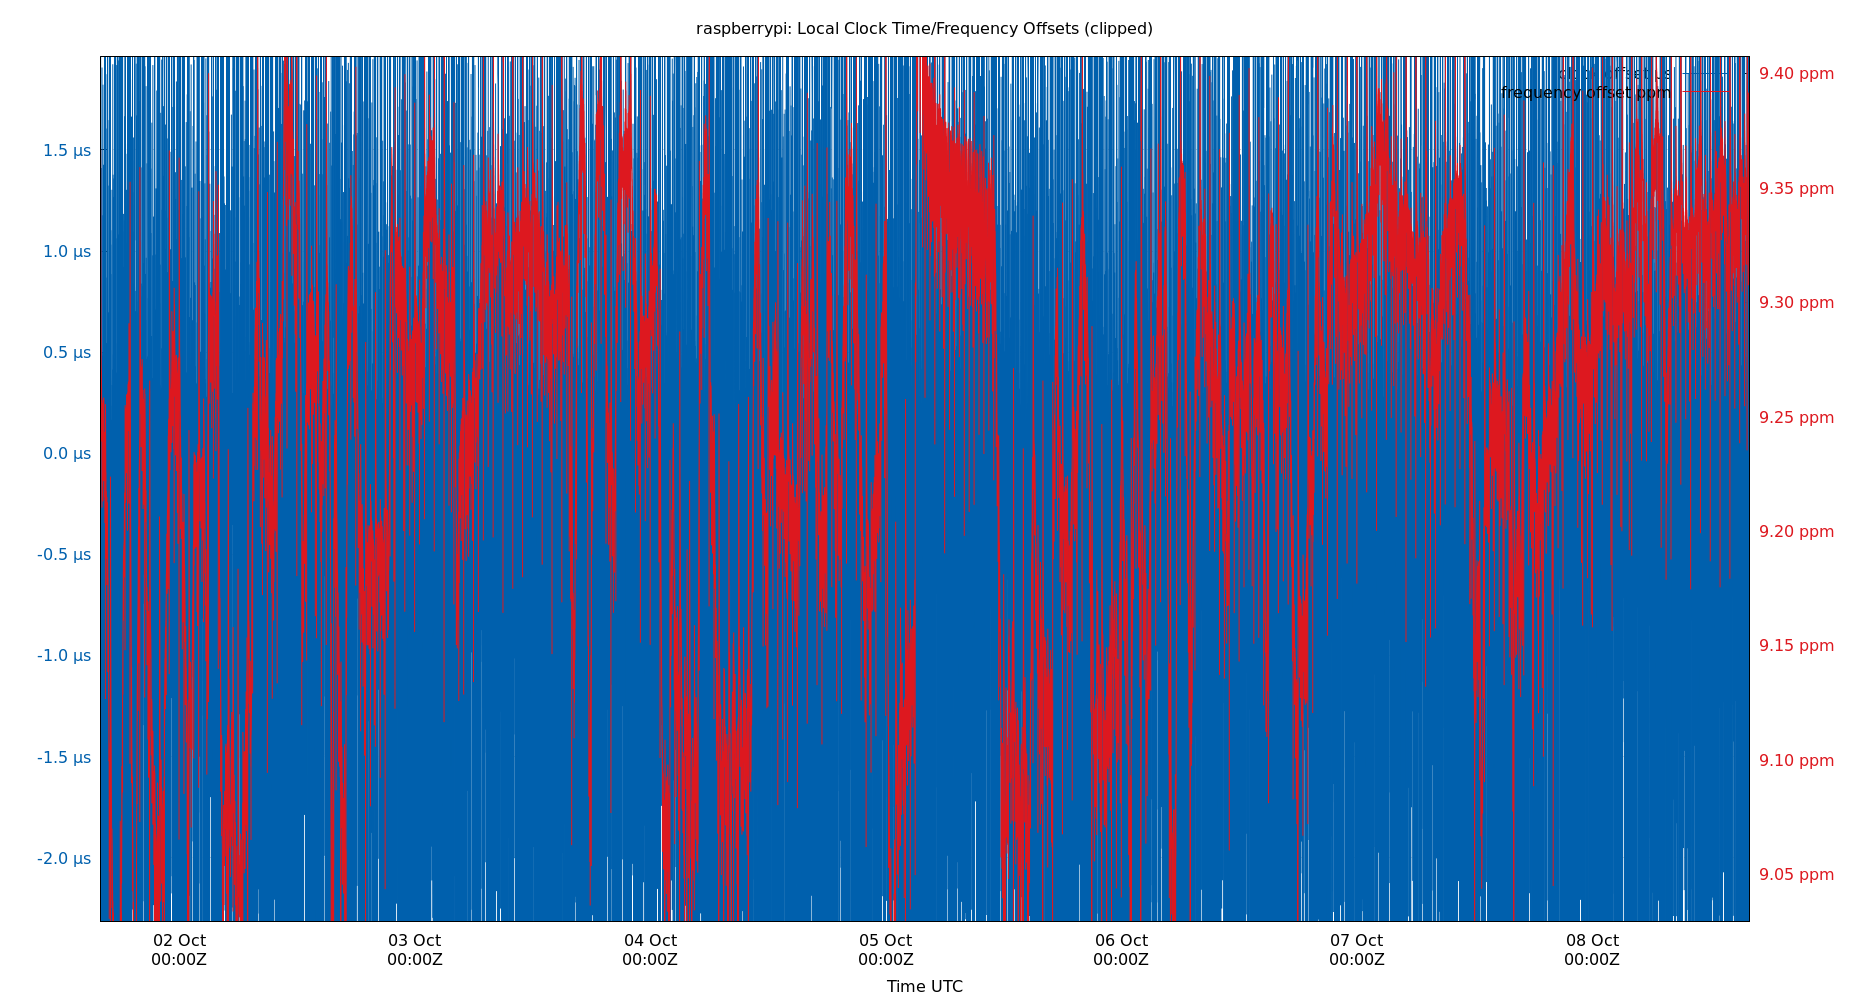 raspberrypi: Local Clock Time/Frequency Offsets (clipped)
clock offset µs
frequency offset ppm
1.5 µs
1.0 µs
0.5 µs
0.0 µs
-0.5 µs
-1.0 µs
-1.5 µs
-2.0 µs
9.40 ppm
9.35 ppm
9.30 ppm
9.25 ppm
9.20 ppm
9.15 ppm
9.10 ppm
9.05 ppm
02 Oct 03 Oct 04 Oct 05 Oct 06 Oct 07 Oct 08 Oct
00:00Z 00:00Z 00:00Z 00:00Z 00:00Z 00:00Z 00:00Z
Time UTC